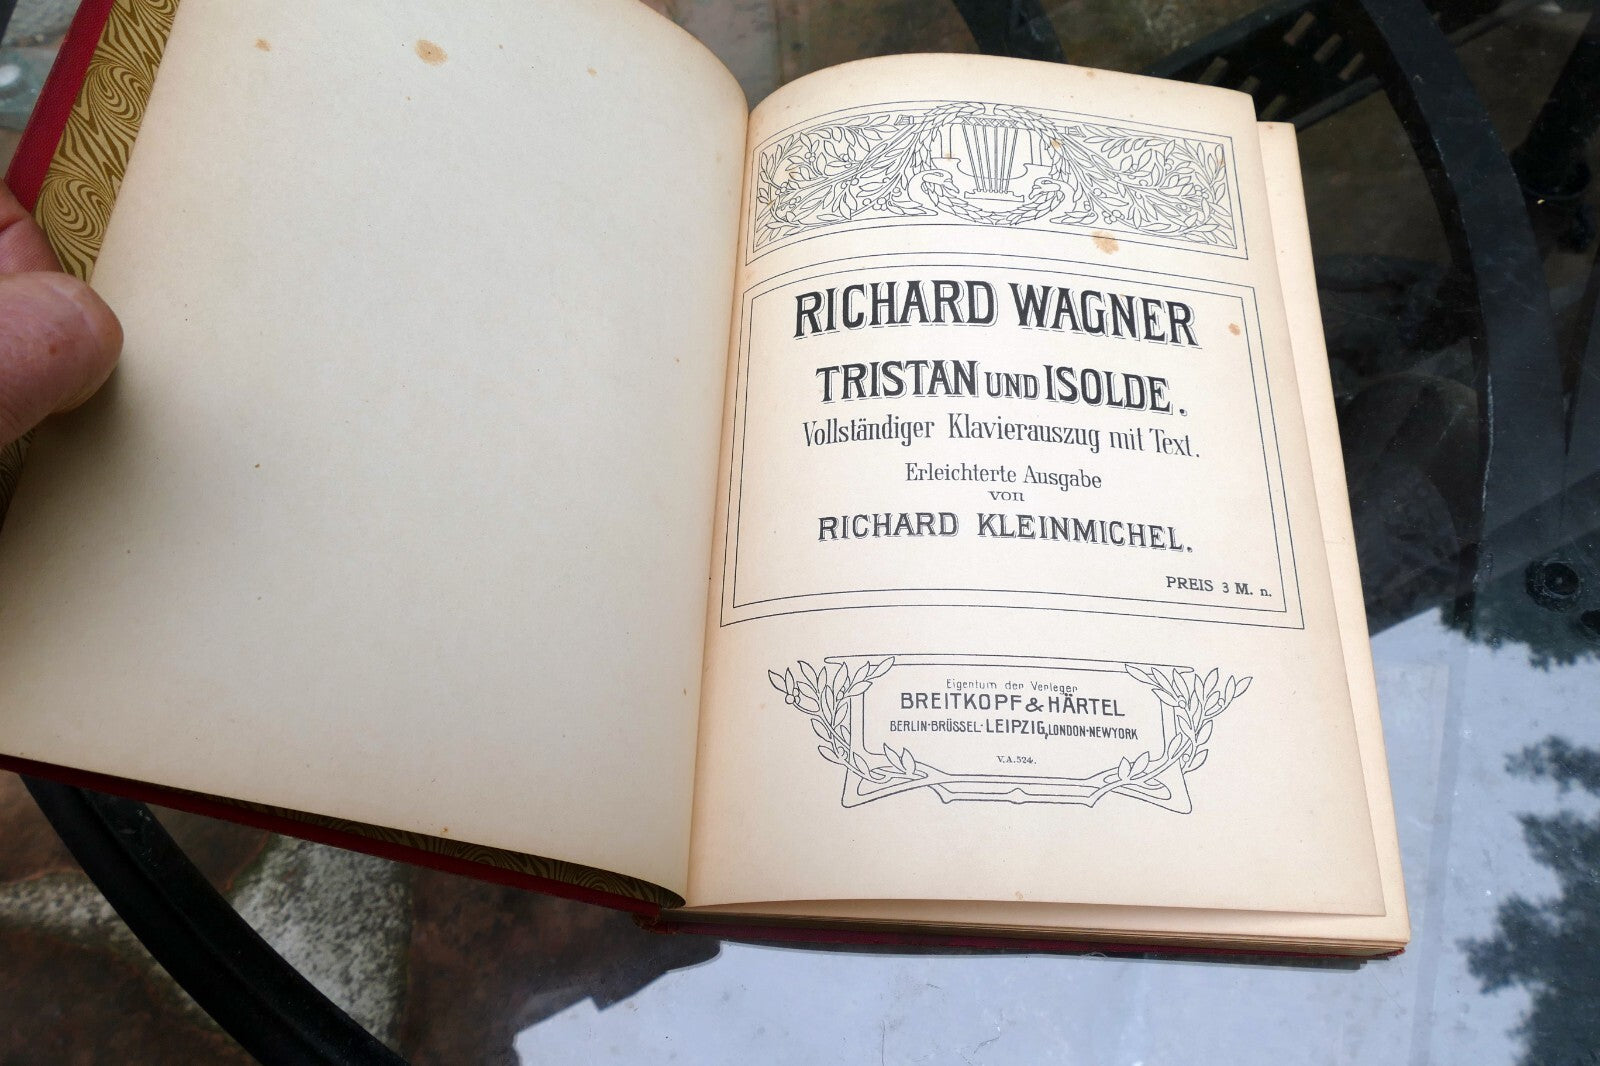 RICHARD WAGNER
TRISTAN UND ISOLDE.
Vollständiger Klavierauszug mit Text.
Erleichterte Ausgabe
von
RICHARD KLEINMICHEL.
PREIS 3 M. n.
Eigentum der Verleger
BREITKOPF & HÄRTEL
BERLIN·BRÜSSEL·LEIPZIG, LONDON·NEWYORK
V.A.524.